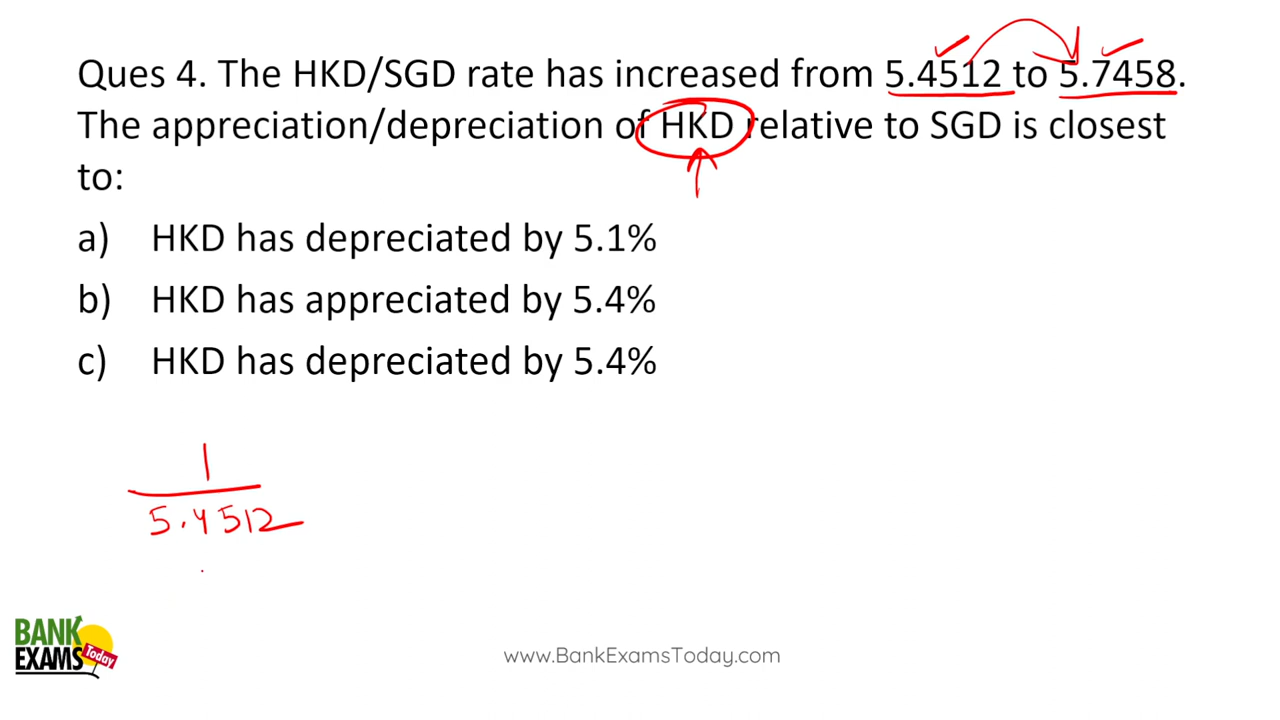 Ques 4. The HKD/SGD rate has increased from 5.4512 to 5.7458.
The appreciation/depreciation of HKD relative to SGD is closest
to:
a) HKD has depreciated by 5.1%
b) HKD has appreciated by 5.4%
c) HKD has depreciated by 5.4%
1
5.4512
BANK
EXAMS Today
www.BankExamsToday.com